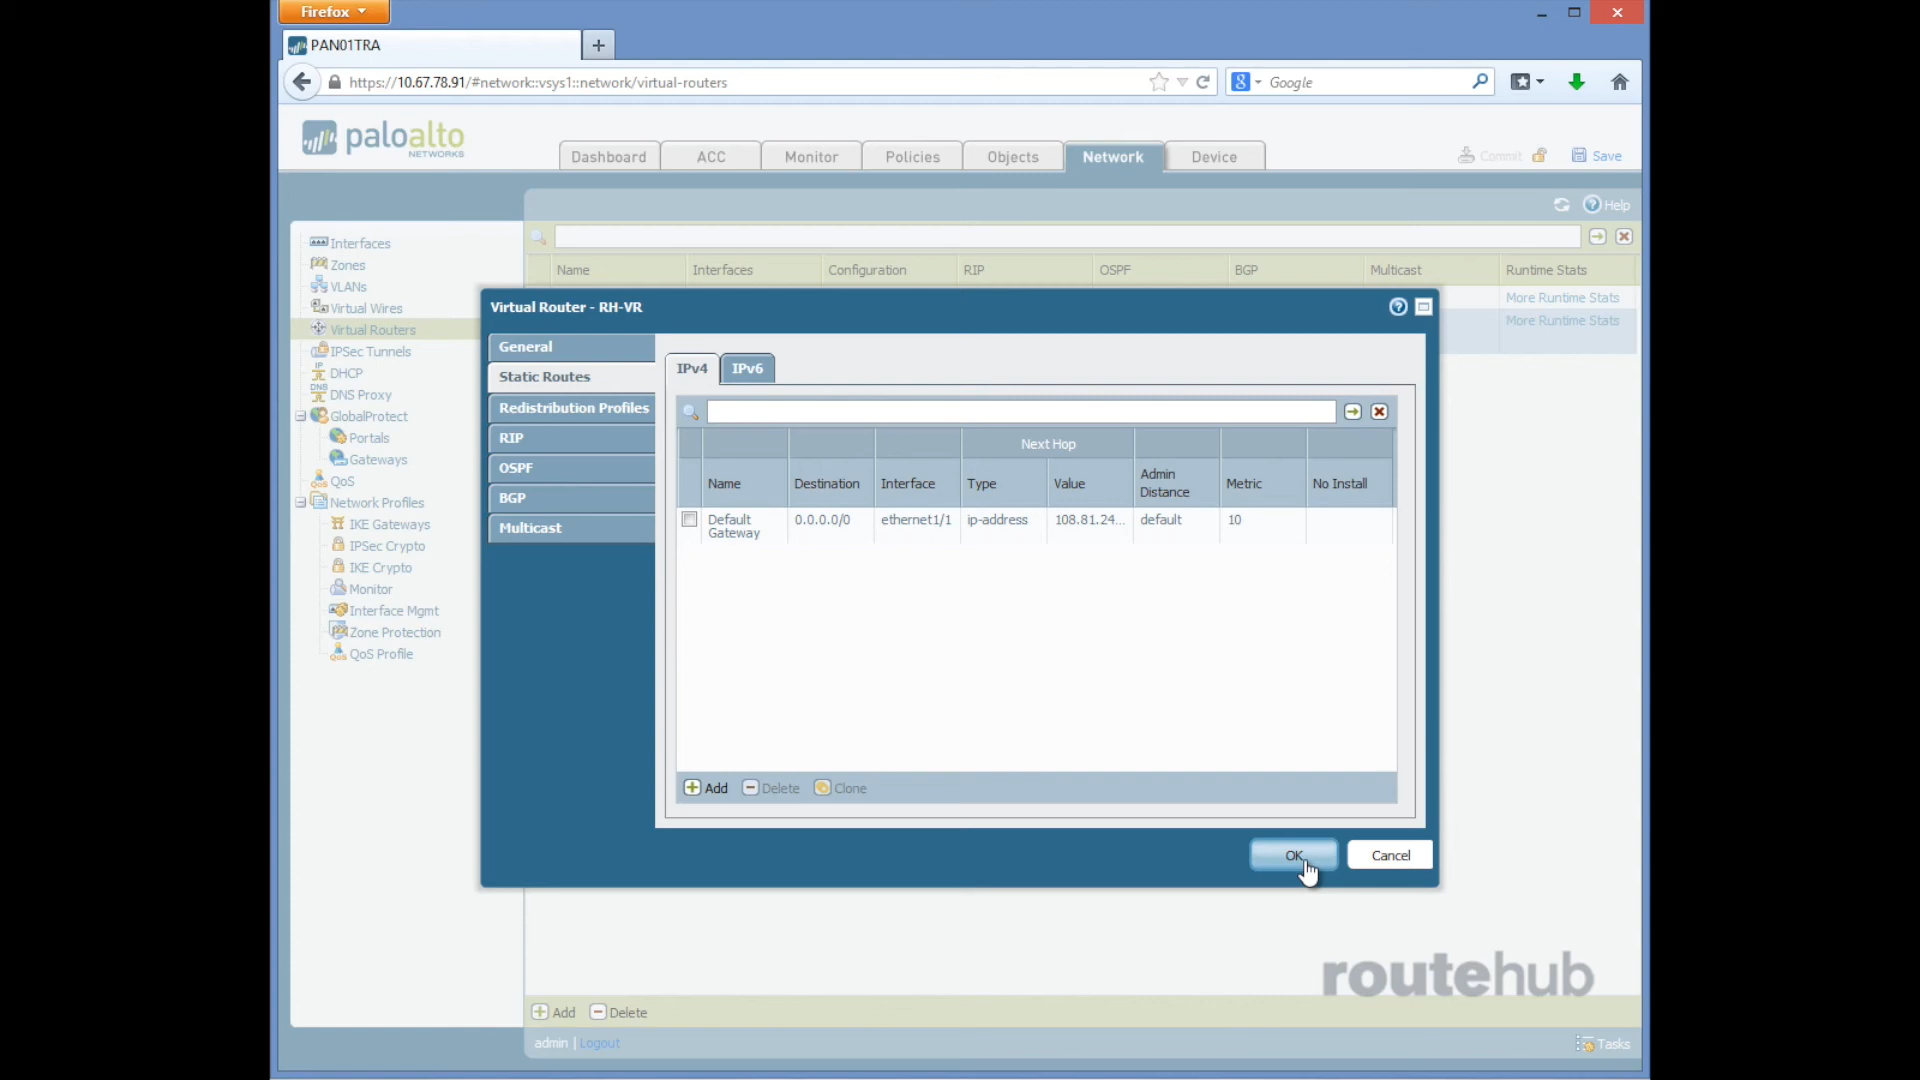 Firefox
PAN01TRA
https://10.67.78.91/#network::vsys1::network/virtual-routers
Google
paloalto
NETWORKS
Dashboard
ACC
Monitor
Policies
Objects
Network
Device
Commit
Save
Help
Interfaces
Zones
VLANs
Virtual Wires
Virtual Routers
IPSec Tunnels
DHCP
DNS Proxy
GlobalProtect
Portals
Gateways
QoS
Network Profiles
IKE Gateways
IPSec Crypto
IKE Crypto
Monitor
Interface Mgmt
Zone Protection
QoS Profile
Name
Interfaces
Configuration
RIP
OSPF
BGP
Multicast
Runtime Stats
More Runtime Stats
More Runtime Stats
Virtual Router - RH-VR
General
Static Routes
Redistribution Profiles
RIP
OSPF
BGP
Multicast
IPv4
IPv6
Next Hop
Name
Destination
Interface
Type
Value
Admin
Distance
Metric
No Install
Default
Gateway
0.0.0.0/0
ethernet1/1
ip-address
108.81.24...
default
10
Add
Delete
Clone
OK
Cancel
routehub
Add
Delete
admin | Logout
Tasks